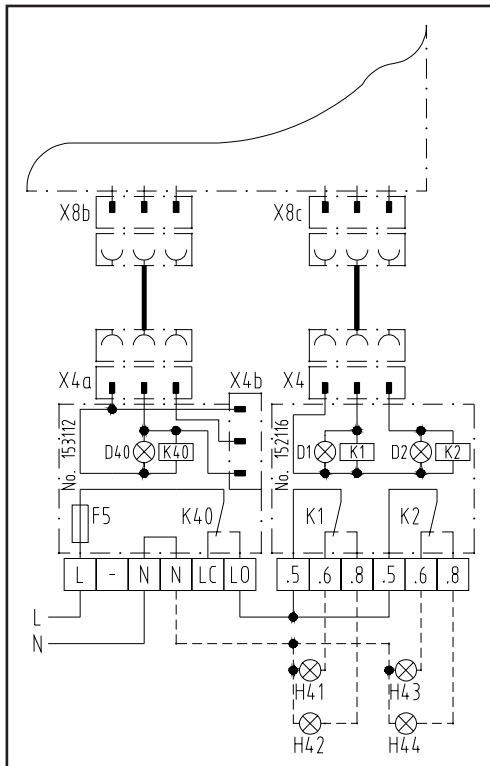 X8b X8c
X4a X4b X4
No. 153112 D40 K40 No. 152116 D1 K1 D2 K2
F5 K40 K1 K2
L - N N LC LO .5 .6 .8 .5 .6 .8
L
N
H41 H43
H42 H44